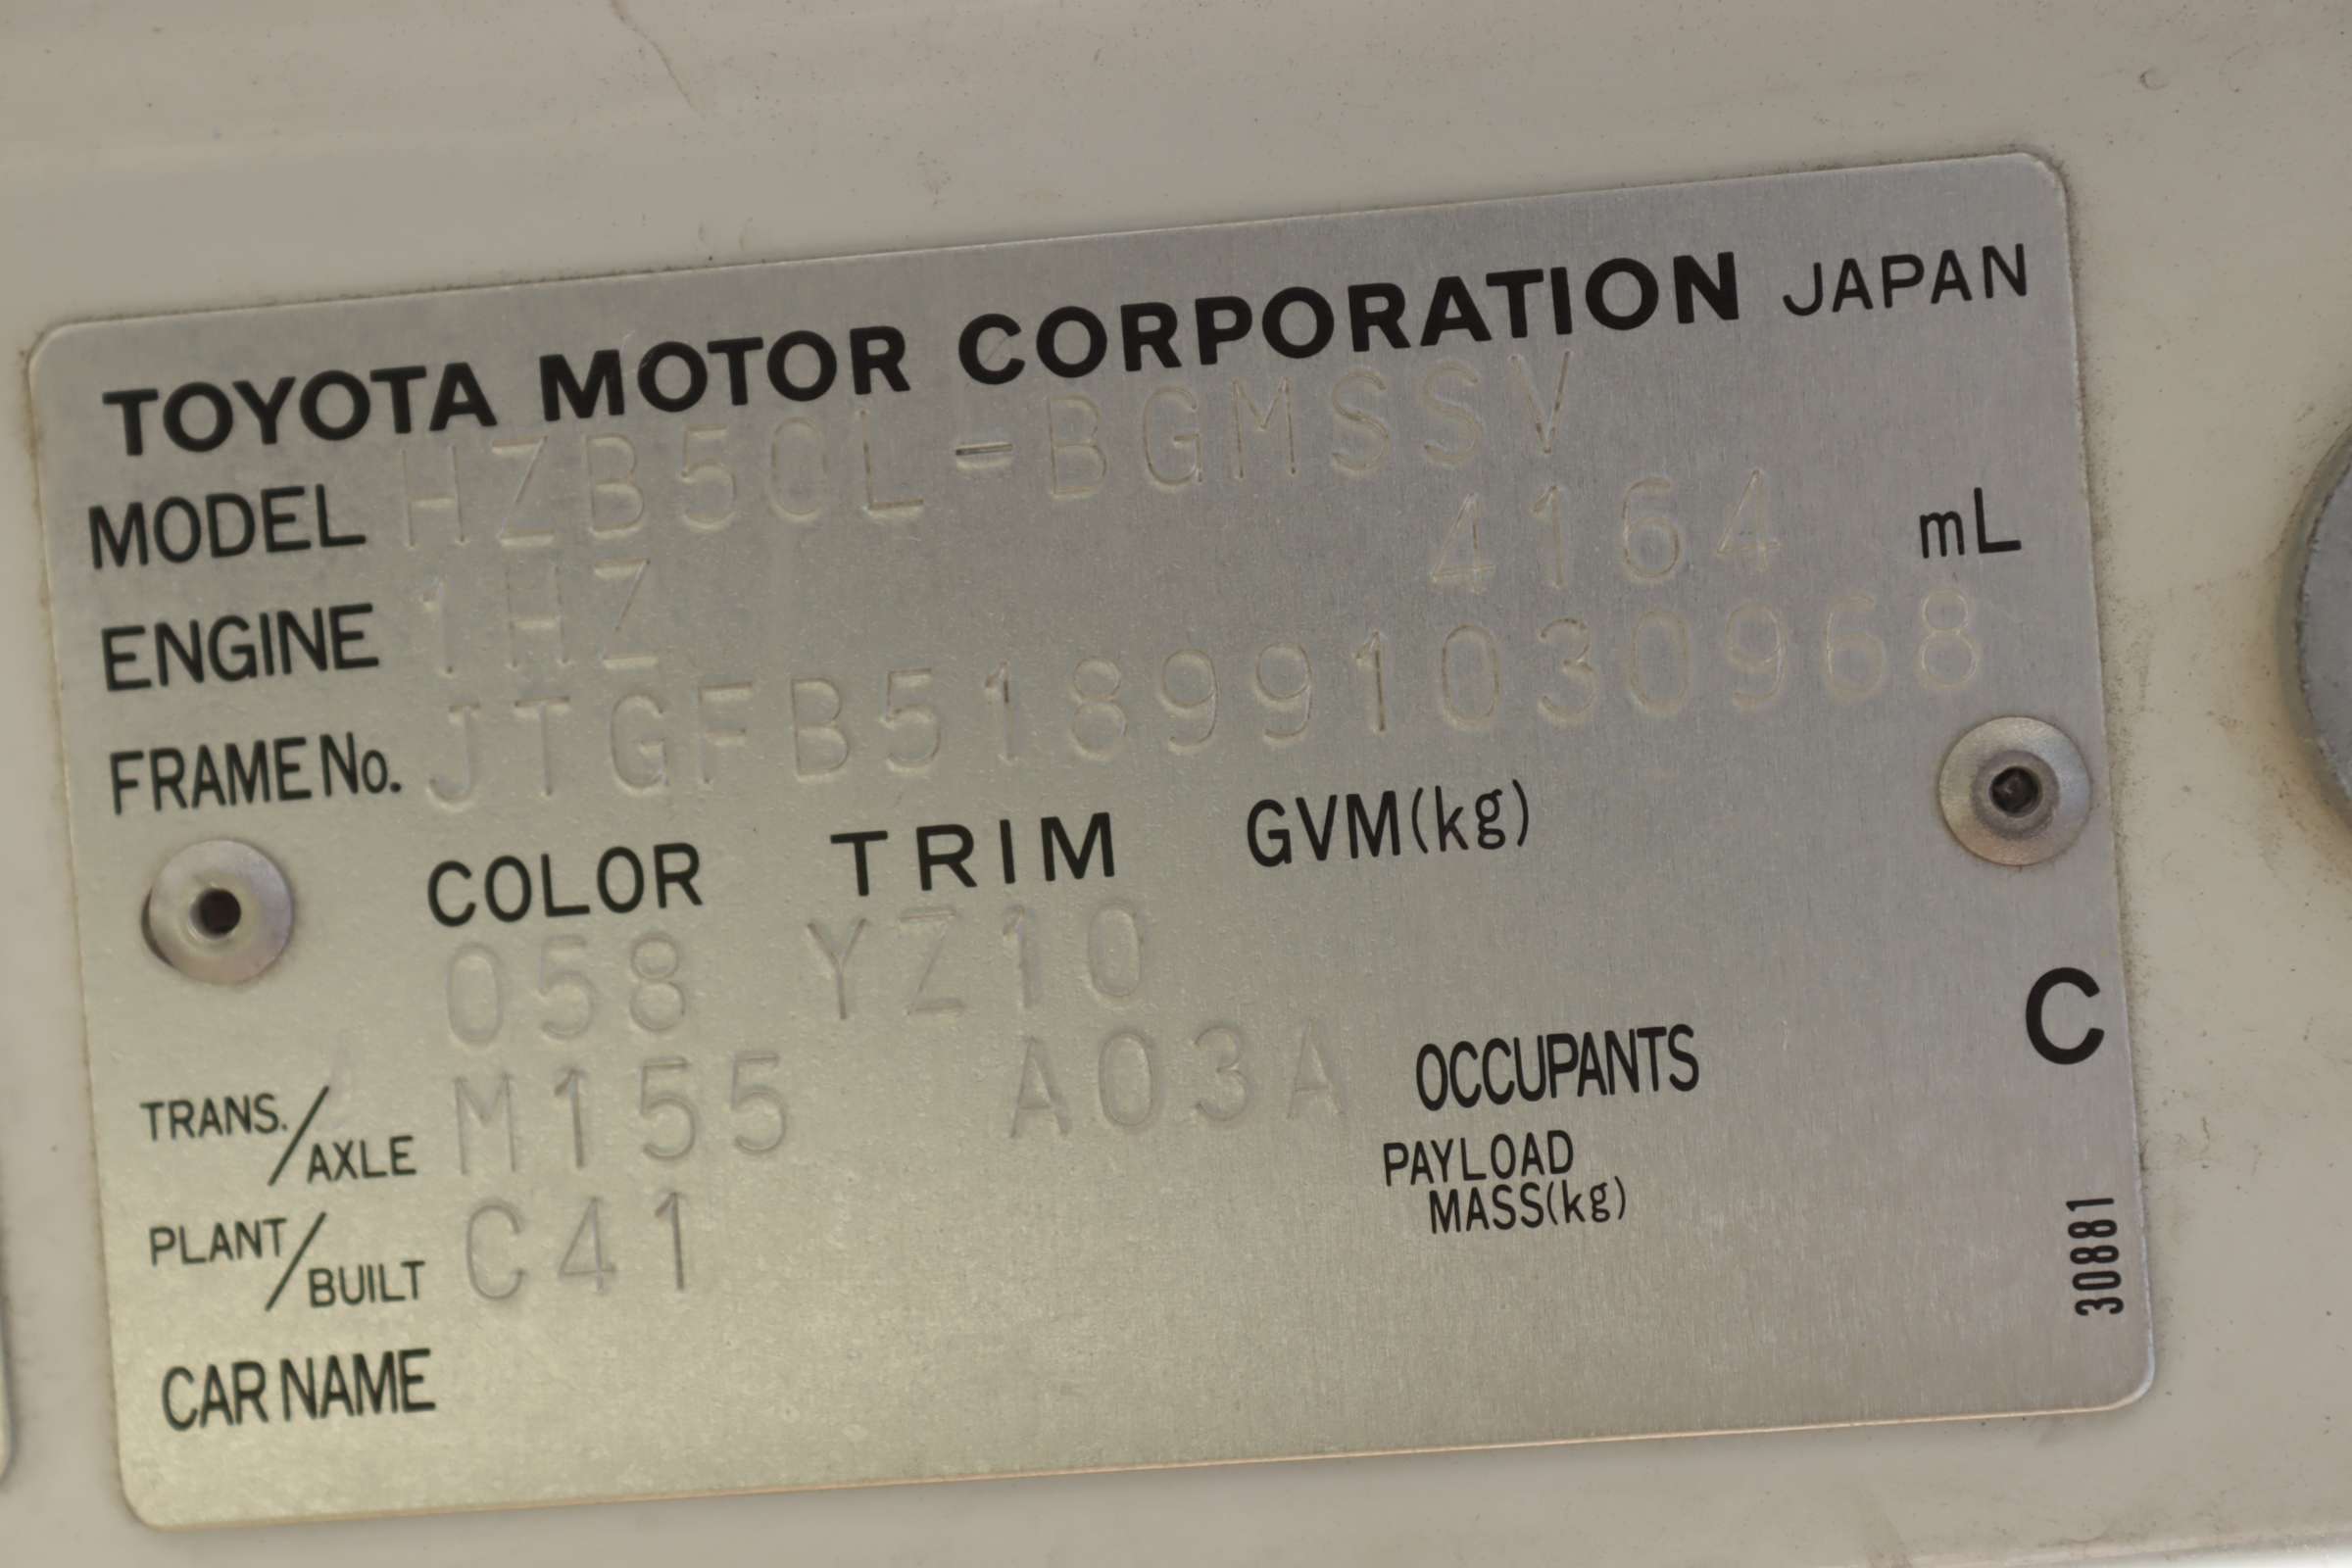 TOYOTA MOTOR CORPORATION JAPAN
MODEL HZB50L-BGMSSV
ENGINE 1HZ 4164 mL
FRAME No. JTGFB518991030968
COLOR TRIM GVM(kg)
058 YZ10
C
TRANS./AXLE M155 A03A OCCUPANTS
PAYLOAD
MASS(kg)
PLANT/BUILT C41
30881
CAR NAME